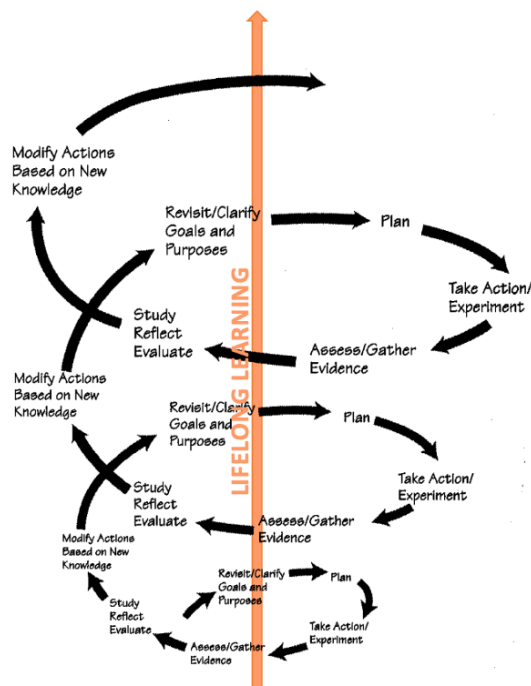 Modify Actions
Based on New
Knowledge
Revisit/Clarify
Goals and
Purposes
Plan
Take Action/
Experiment
Assess/Gather
Evidence
Study
Reflect
Evaluate
LIFELONG LEARNING
Modify Actions
Based on New
Knowledge
Revisit/Clarify
Goals and
Purposes
Plan
Take Action/
Experiment
Assess/Gather
Evidence
Study
Reflect
Evaluate
Modify Actions
Based on New
Knowledge
Revisit/Clarify
Goals and
Purposes
Plan
Take Action/
Experiment
Assess/Gather
Evidence
Study
Reflect
Evaluate